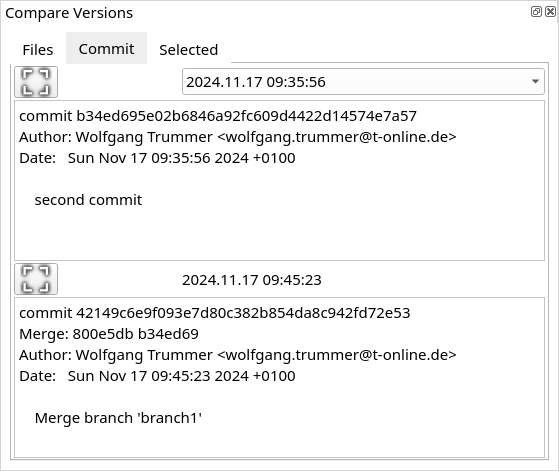 Compare Versions
Files Commit Selected
2024.11.17 09:35:56
commit b34ed695e02b6846a92fc609d4422d14574e7a57
Author: Wolfgang Trummer <wolfgang.trummer@t-online.de>
Date:   Sun Nov 17 09:35:56 2024 +0100
second commit
2024.11.17 09:45:23
commit 42149c6e9f093e7d80c382b854da8c942fd72e53
Merge: 800e5db b34ed69
Author: Wolfgang Trummer <wolfgang.trummer@t-online.de>
Date:   Sun Nov 17 09:45:23 2024 +0100
Merge branch 'branch1'